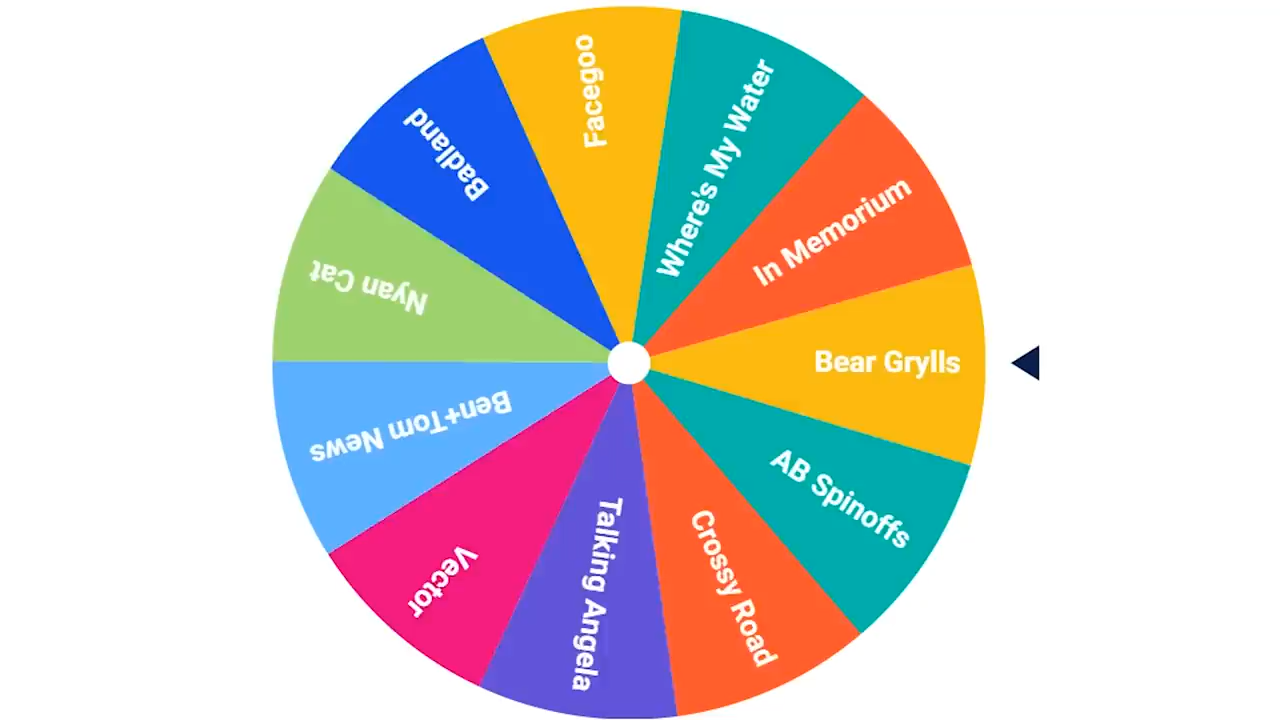 Facegoo
Where's My Water
In Memorium
Bear Grylls
AB Spinoffs
Crossy Road
Talking Angela
Vector
Ben+Tom News
Nyan Cat
Badland